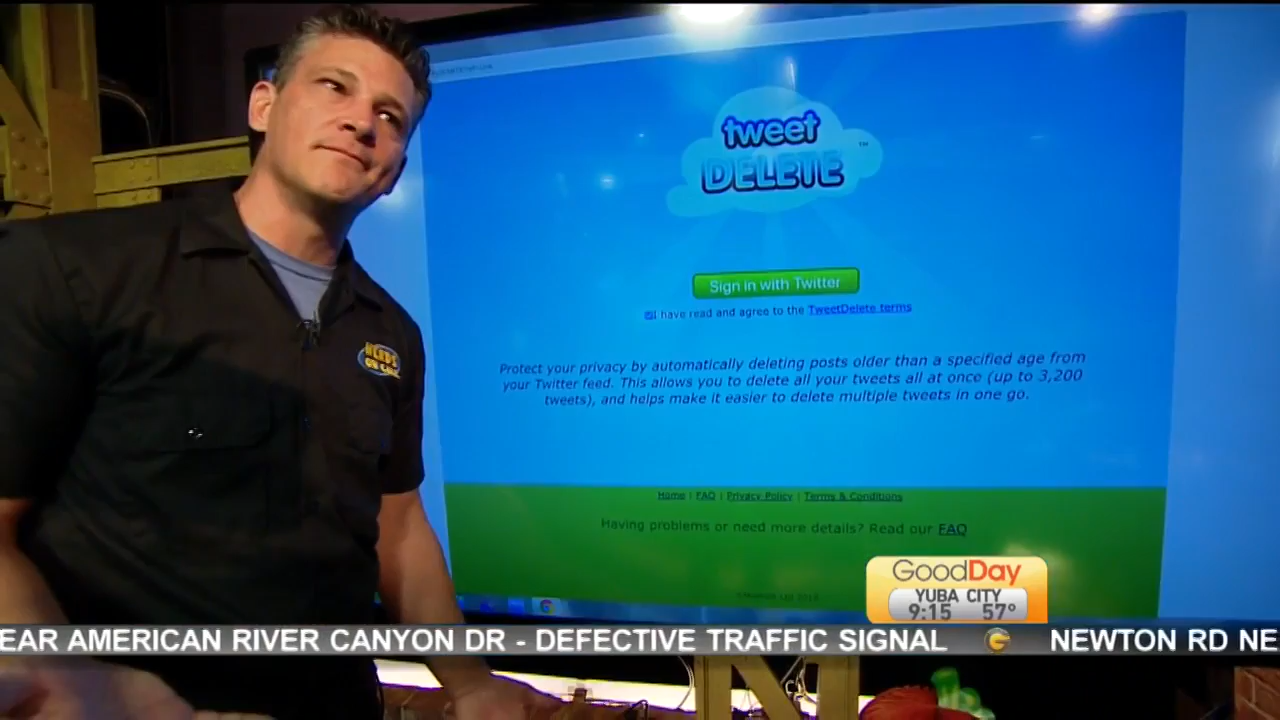 tweet
DELETE™
Sign in with Twitter
I have read and agree to the TweetDelete terms
Protect your privacy by automatically deleting posts older than a specified age from
your Twitter feed. This allows you to delete all your tweets all at once (up to 3,200
tweets), and helps make it easier to delete multiple tweets in one go.
NERDS
ON CALL
Home | FAQ | Privacy Policy | Terms & Conditions
Having problems or need more details? Read our FAQ
GoodDay
YUBA CITY
9:15 57°
EAR AMERICAN RIVER CANYON DR - DEFECTIVE TRAFFIC SIGNAL NEWTON RD NE